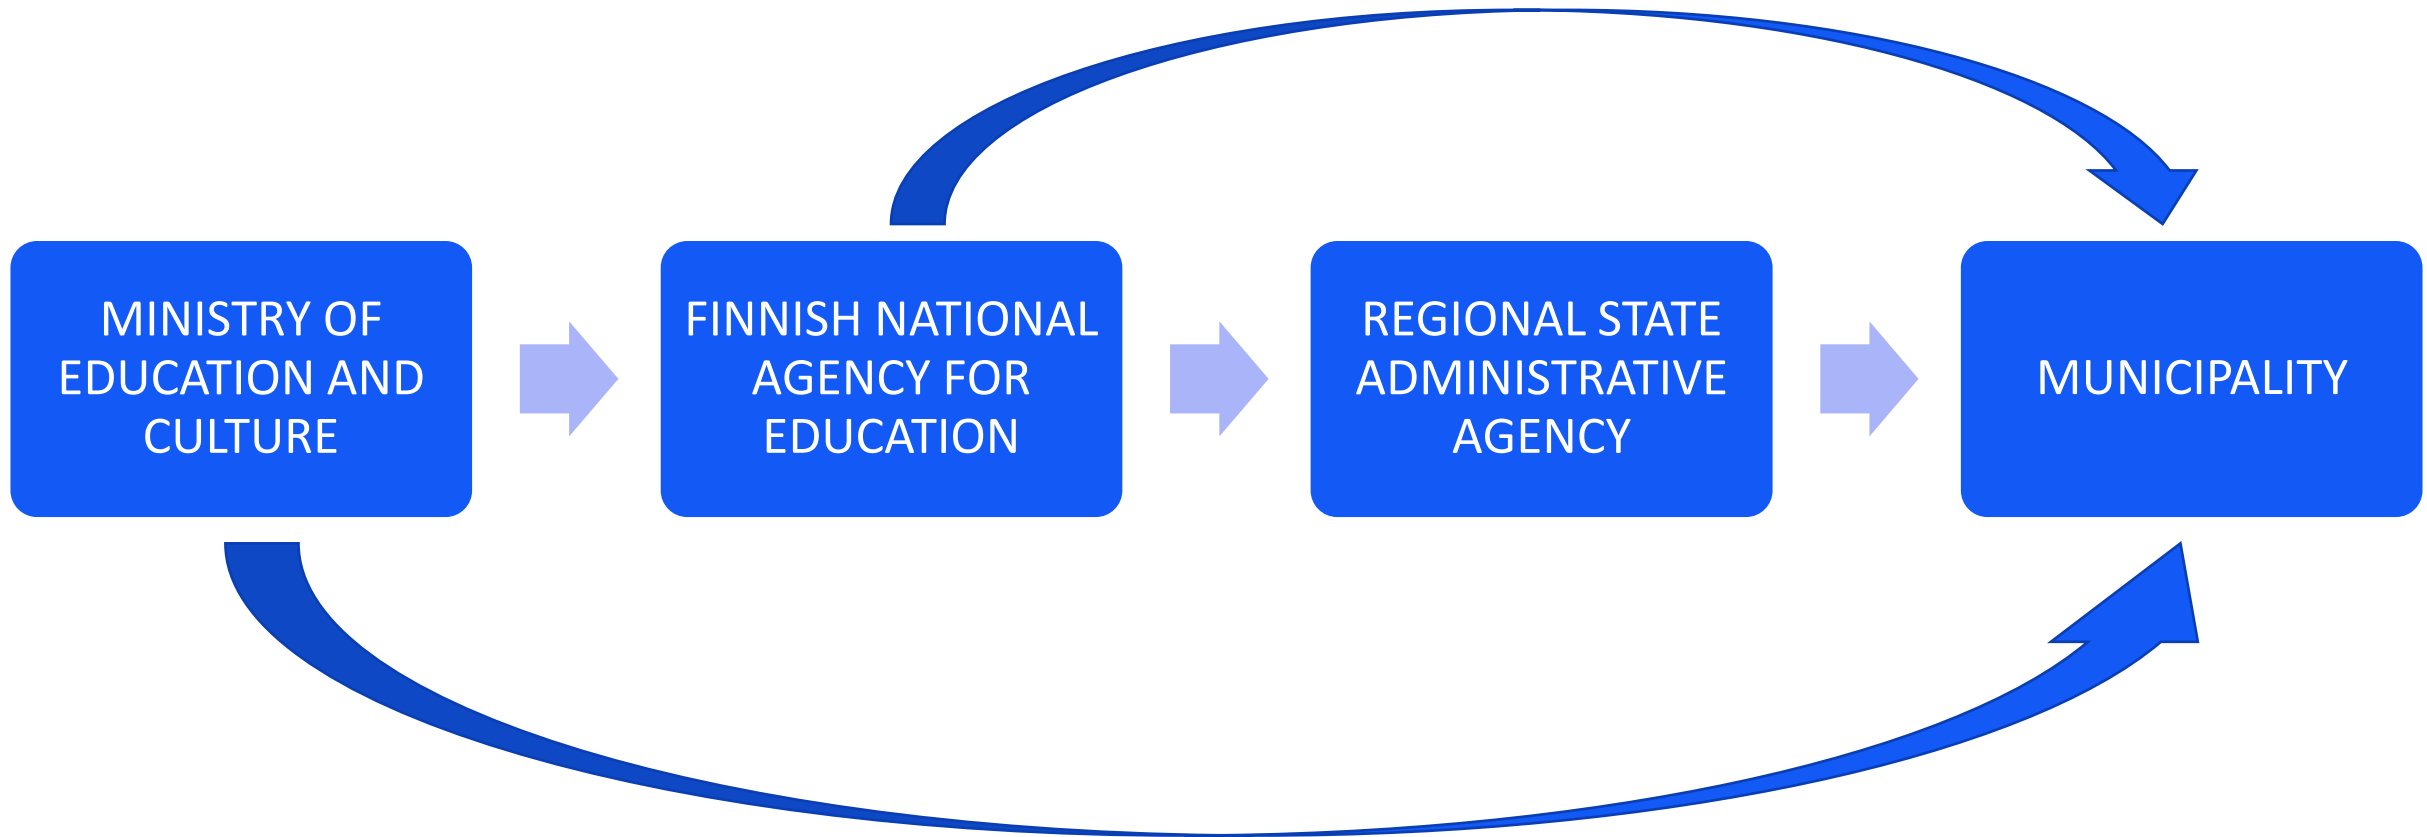 MINISTRY OF
EDUCATION AND
CULTURE
FINNISH NATIONAL
AGENCY FOR
EDUCATION
REGIONAL STATE
ADMINISTRATIVE
AGENCY
MUNICIPALITY